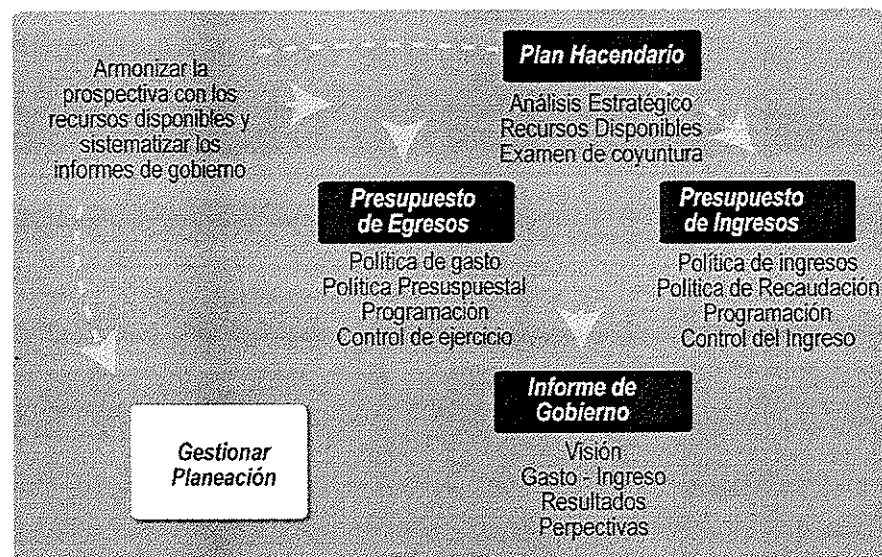 Armonizar la
prospectiva con los
recursos disponibles y
sistematizar los
informes de gobierno
Plan Hacendario
Análisis Estratégico
Recursos Disponibles
Examen de coyuntura
Presupuesto
de Egresos
Política de gasto
Política Presuspuestal
Programación
Control de ejercicio
Presupuesto
de Ingresos
Política de ingresos
Política de Recaudación
Programación
Control del Ingreso
Informe de
Gobierno
Visión
Gasto - Ingreso
Resultados
Perpectivas
Gestionar
Planeación